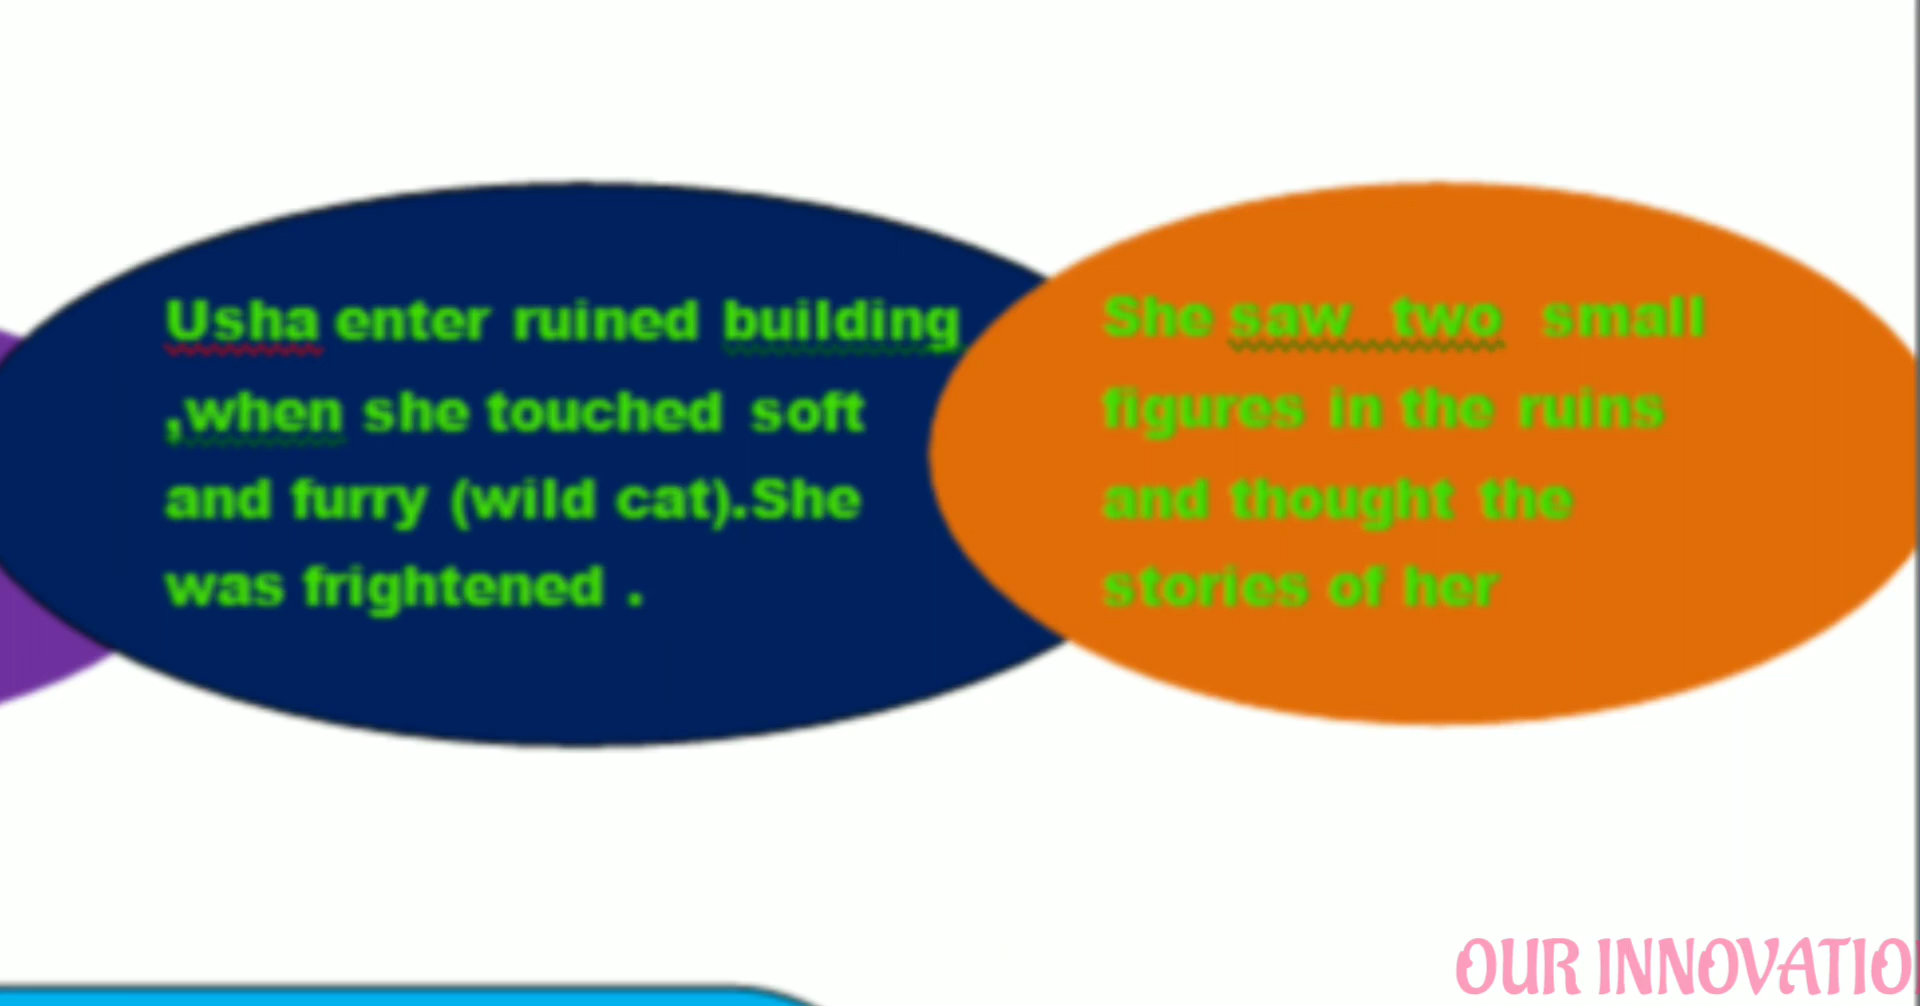 Usha enter ruined building
,when she touched soft
and furry (wild cat).She
was frightened .
She saw two small
figures in the ruins
and thought the
stories of her
OUR INNOVATIO